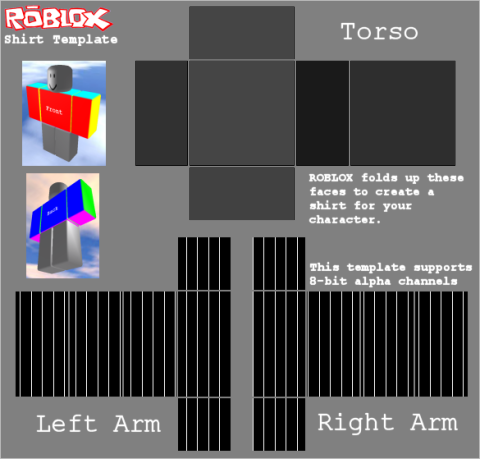 ROBLOX
Shirt Template
Torso
Front
Back
ROBLOX folds up these
faces to create a
shirt for your
character.
This template supports
8-bit alpha channels
Left Arm
Right Arm